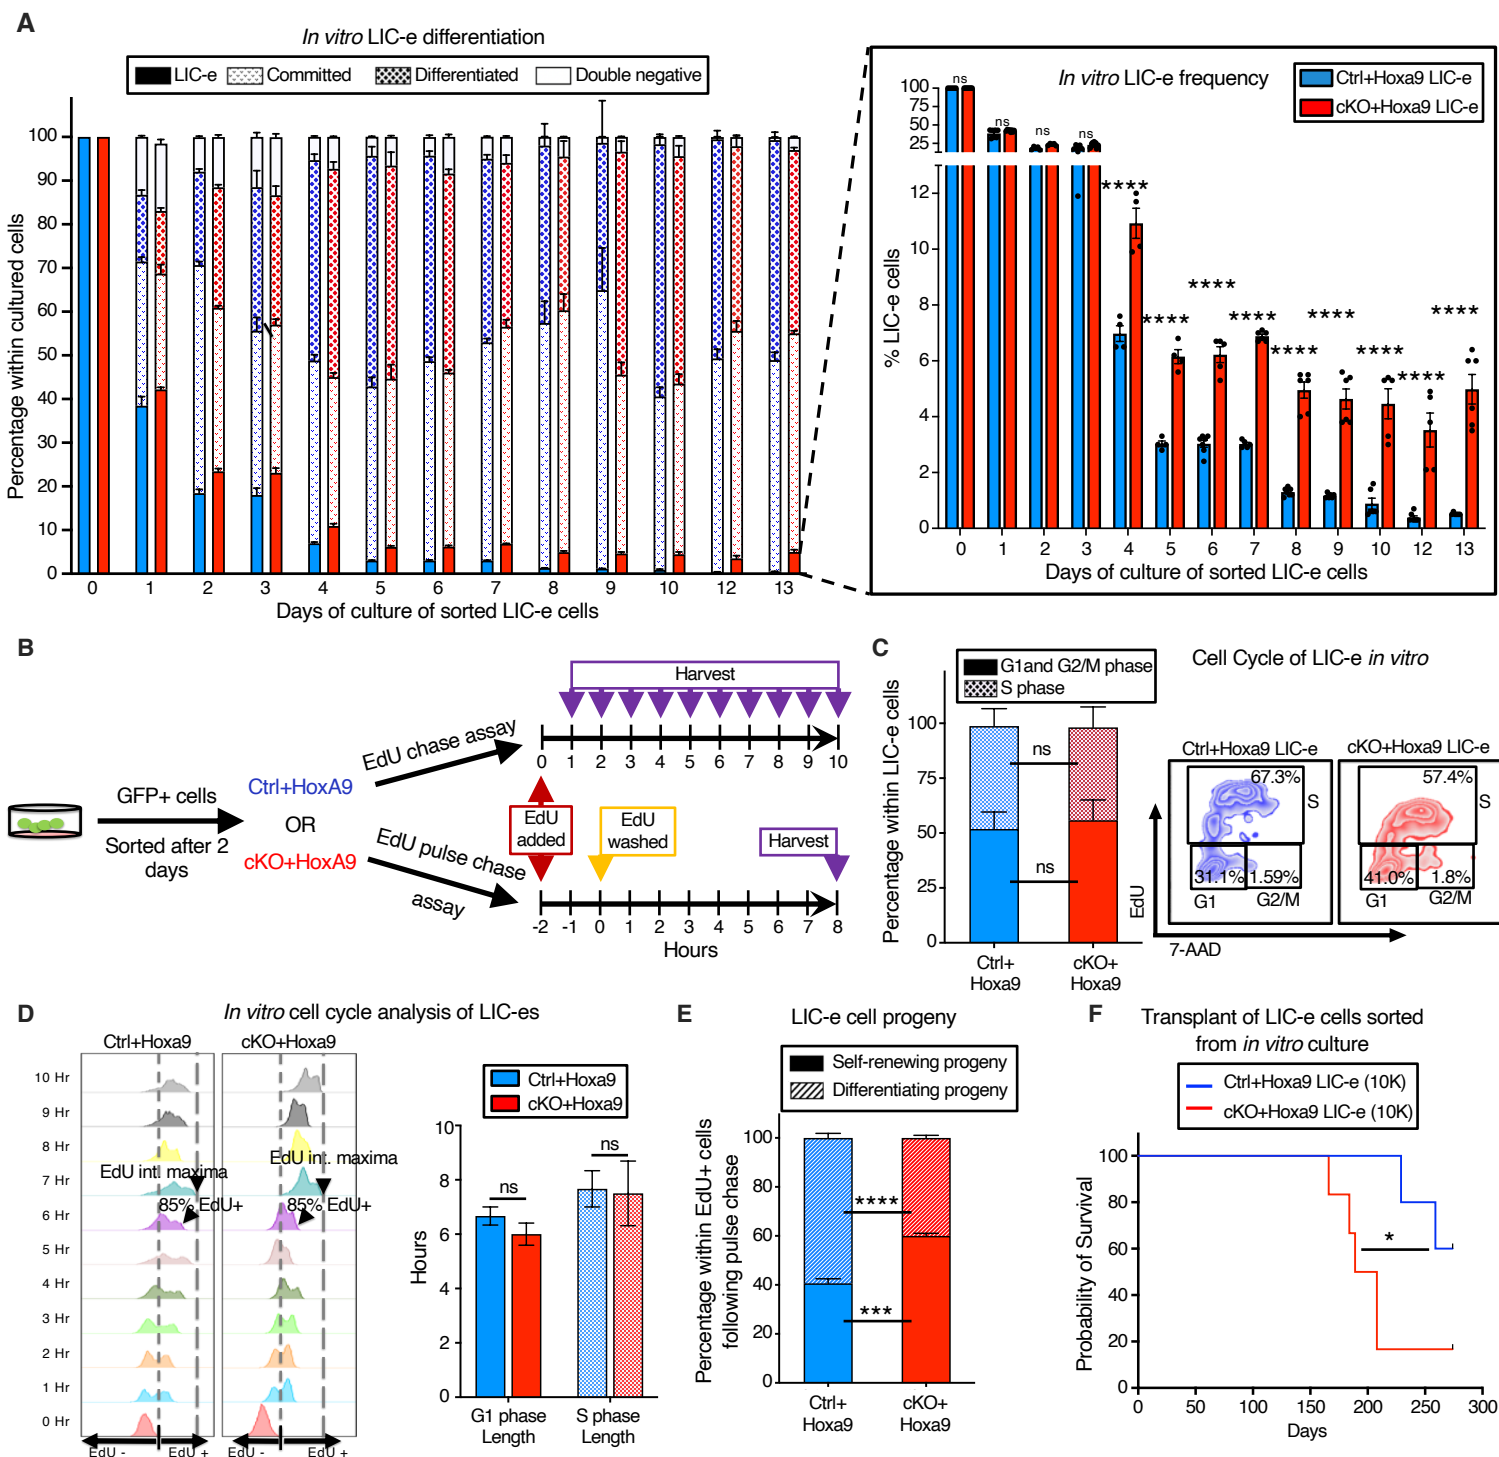 A
In vitro LIC-e differentiation
LIC-e
Committed
Differentiated
Double negative
Percentage within cultured cells
100
90
80
70
60
50
40
30
20
10
0
0 1 2 3 4 5 6 7 8 9 10 12 13
Days of culture of sorted LIC-e cells
In vitro LIC-e frequency
Ctrl+Hoxa9 LIC-e
cKO+Hoxa9 LIC-e
% LIC-e cells
100
75
50
25
12
10
8
6
4
2
0
ns
ns
ns
ns
****
****
****
****
****
****
****
****
****
0 1 2 3 4 5 6 7 8 9 10 12 13
Days of culture of sorted LIC-e cells
B
GFP+ cells
Sorted after 2
days
Ctrl+HoxA9
OR
cKO+HoxA9
EdU chase assay
EdU pulse chase
assay
Harvest
0 1 2 3 4 5 6 7 8 9 10
EdU
added
EdU
washed
Harvest
-2 -1 0 1 2 3 4 5 6 7 8
Hours
C
Cell Cycle of LIC-e in vitro
G1and G2/M phase
S phase
Percentage within LIC-e cells
100
75
50
25
0
ns
ns
Ctrl+
Hoxa9
cKO+
Hoxa9
Ctrl+Hoxa9 LIC-e
67.3%
S
31.1%
1.59%
G1
G2/M
cKO+Hoxa9 LIC-e
57.4%
S
41.0%
1.8%
G1
G2/M
EdU
7-AAD
D
In vitro cell cycle analysis of LIC-es
Ctrl+Hoxa9
cKO+Hoxa9
10 Hr
9 Hr
8 Hr
7 Hr
6 Hr
5 Hr
4 Hr
3 Hr
2 Hr
1 Hr
0 Hr
EdU int. maxima
85% EdU+
EdU int. maxima
85% EdU+
EdU -
EdU +
EdU -
EdU +
Ctrl+Hoxa9
cKO+Hoxa9
Hours
10
8
6
4
2
0
ns
ns
G1 phase
Length
S phase
Length
E
LIC-e cell progeny
Self-renewing progeny
Differentiating progeny
Percentage within EdU+ cells
following pulse chase
100
80
60
40
20
0
****
***
Ctrl+
Hoxa9
cKO+
Hoxa9
F
Transplant of LIC-e cells sorted
from in vitro culture
Ctrl+Hoxa9 LIC-e (10K)
cKO+Hoxa9 LIC-e (10K)
Probability of Survival
100
80
60
40
20
0
*
0 50 100 150 200 250 300
Days